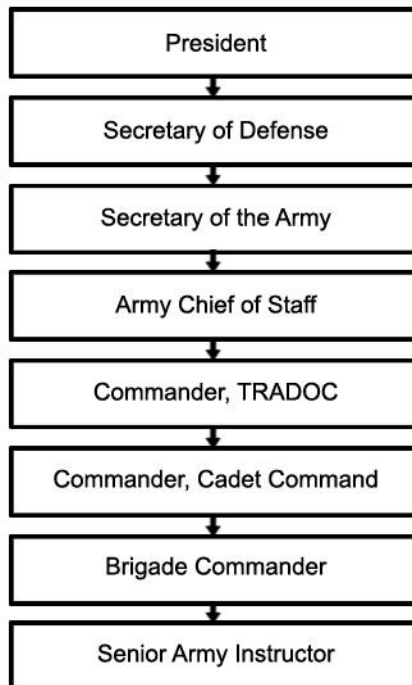 President
Secretary of Defense
Secretary of the Army
Army Chief of Staff
Commander, TRADOC
Commander, Cadet Command
Brigade Commander
Senior Army Instructor